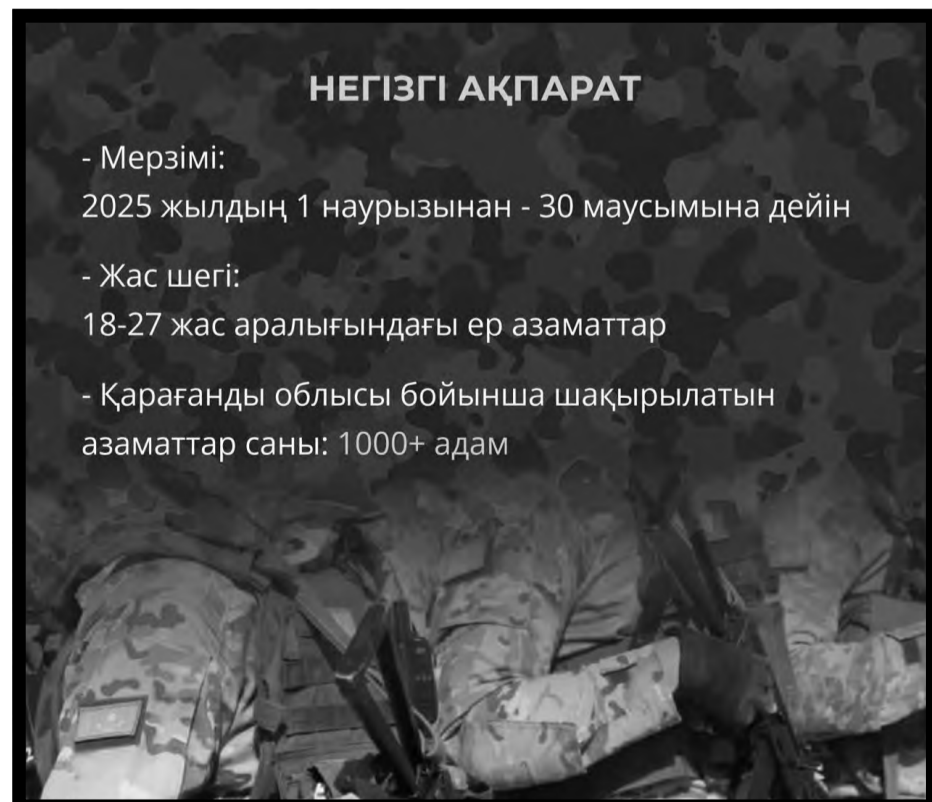 НЕГІЗГІ АҚПАРАТ
- Мерзімі:
2025 жылдың 1 наурызынан - 30 маусымына дейін
- Жас шегі:
18-27 жас аралығындағы ер азаматтар
- Қарағанды облысы бойынша шақырылатын
азаматтар саны: 1000+ адам